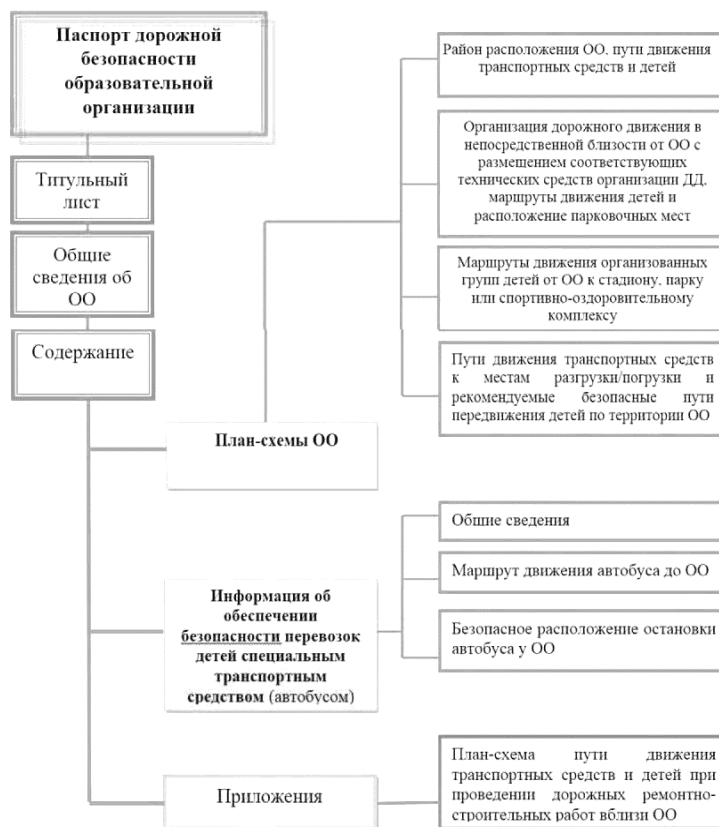 Паспорт дорожной
безопасности
образовательной
организации
Титульный
лист
Общие
сведения об
ОО
Содержание
План-схемы ОО
Район расположения ОО, пути движения
транспортных средств и детей
Организация дорожного движения в
непосредственной близости от ОО с
размещением соответствующих
технических средств организации ДД,
маршруты движения детей и
расположение парковочных мест
Маршруты движения организованных
групп детей от ОО к стадиону, парку
или спортивно-оздоровительному
комплексу
Пути движения транспортных средств
к местам разгрузки/погрузки и
рекомендуемые безопасные пути
передвижения детей по территории ОО
Информация об
обеспечении
безопасности перевозок
детей специальным
транспортным
средством (автобусом)
Общие сведения
Маршрут движения автобуса до ОО
Безопасное расположение остановки
автобуса у ОО
Приложения
План-схема пути движения
транспортных средств и детей при
проведении дорожных ремонтно-
строительных работ вблизи ОО